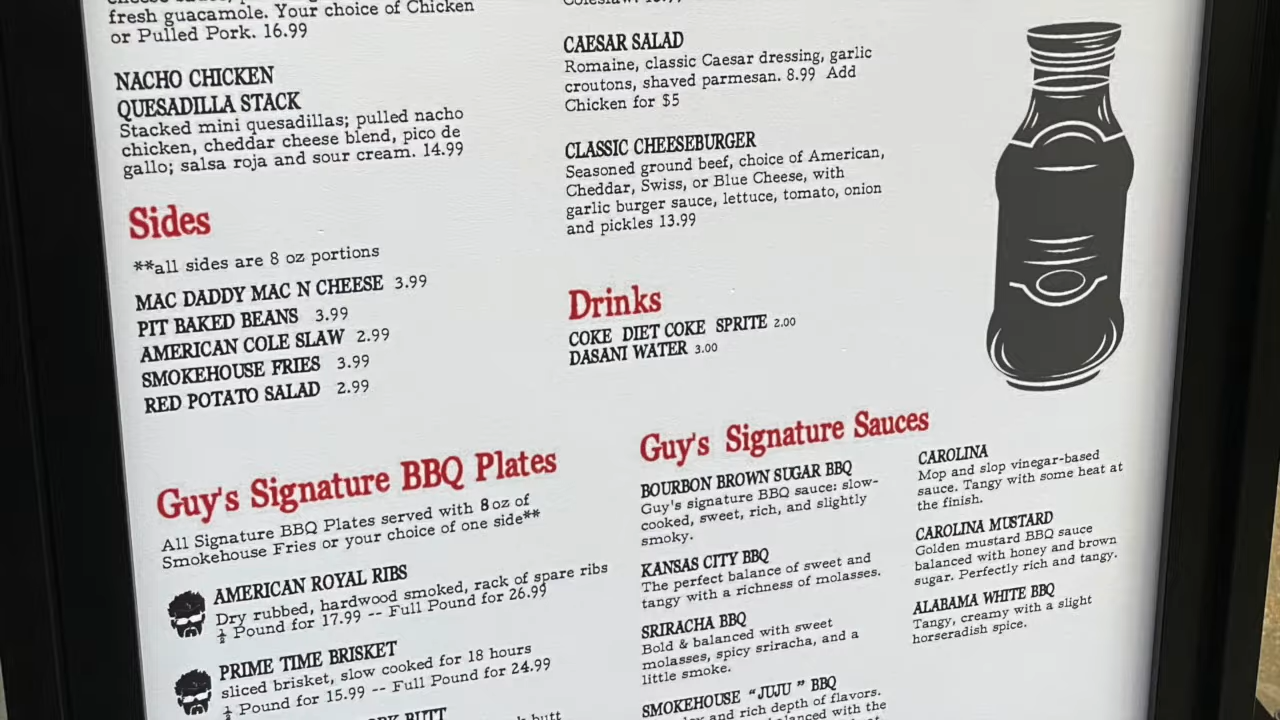 fresh guacamole. Your choice of Chicken
or Pulled Pork. 16.99
NACHO CHICKEN
QUESADILLA STACK
Stacked mini quesadillas; pulled nacho
chicken, cheddar cheese blend, pico de
gallo; salsa roja and sour cream. 14.99
Sides
**all sides are 8 oz portions
MAC DADDY MAC N CHEESE 3.99
PIT BAKED BEANS 3.99
AMERICAN COLE SLAW 2.99
SMOKEHOUSE FRIES 3.99
RED POTATO SALAD 2.99
CAESAR SALAD
Romaine, classic Caesar dressing, garlic
croutons, shaved parmesan. 8.99 Add
Chicken for $5
CLASSIC CHEESEBURGER
Seasoned ground beef, choice of American,
Cheddar, Swiss, or Blue Cheese, with
garlic burger sauce, lettuce, tomato, onion
and pickles 13.99
Drinks
COKE DIET COKE SPRITE 2.00
DASANI WATER 3.00
Guy's Signature BBQ Plates
All Signature BBQ Plates served with 8 oz of
Smokehouse Fries or your choice of one side**
AMERICAN ROYAL RIBS
Dry rubbed, hardwood smoked, rack of spare ribs
½ Pound for 17.99 -- Full Pound for 26.99
PRIME TIME BRISKET
sliced brisket, slow cooked for 18 hours
½ Pound for 15.99 -- Full Pound for 24.99
BUTT
butt
Guy's Signature Sauces
BOURBON BROWN SUGAR BBQ
Guy's signature BBQ sauce: slow-
cooked, sweet, rich, and slightly
smoky.
KANSAS CITY BBQ
The perfect balance of sweet and
tangy with a richness of molasses.
SRIRACHA BBQ
Bold & balanced with sweet
molasses, spicy sriracha, and a
little smoke.
SMOKEHOUSE "JUJU" BBQ
and rich depth of flavors.
with the
CAROLINA
Mop and slop vinegar-based
sauce. Tangy with some heat at
the finish.
CAROLINA MUSTARD
Golden mustard BBQ sauce
balanced with honey and brown
sugar. Perfectly rich and tangy.
ALABAMA WHITE BBQ
Tangy, creamy with a slight
horseradish spice.